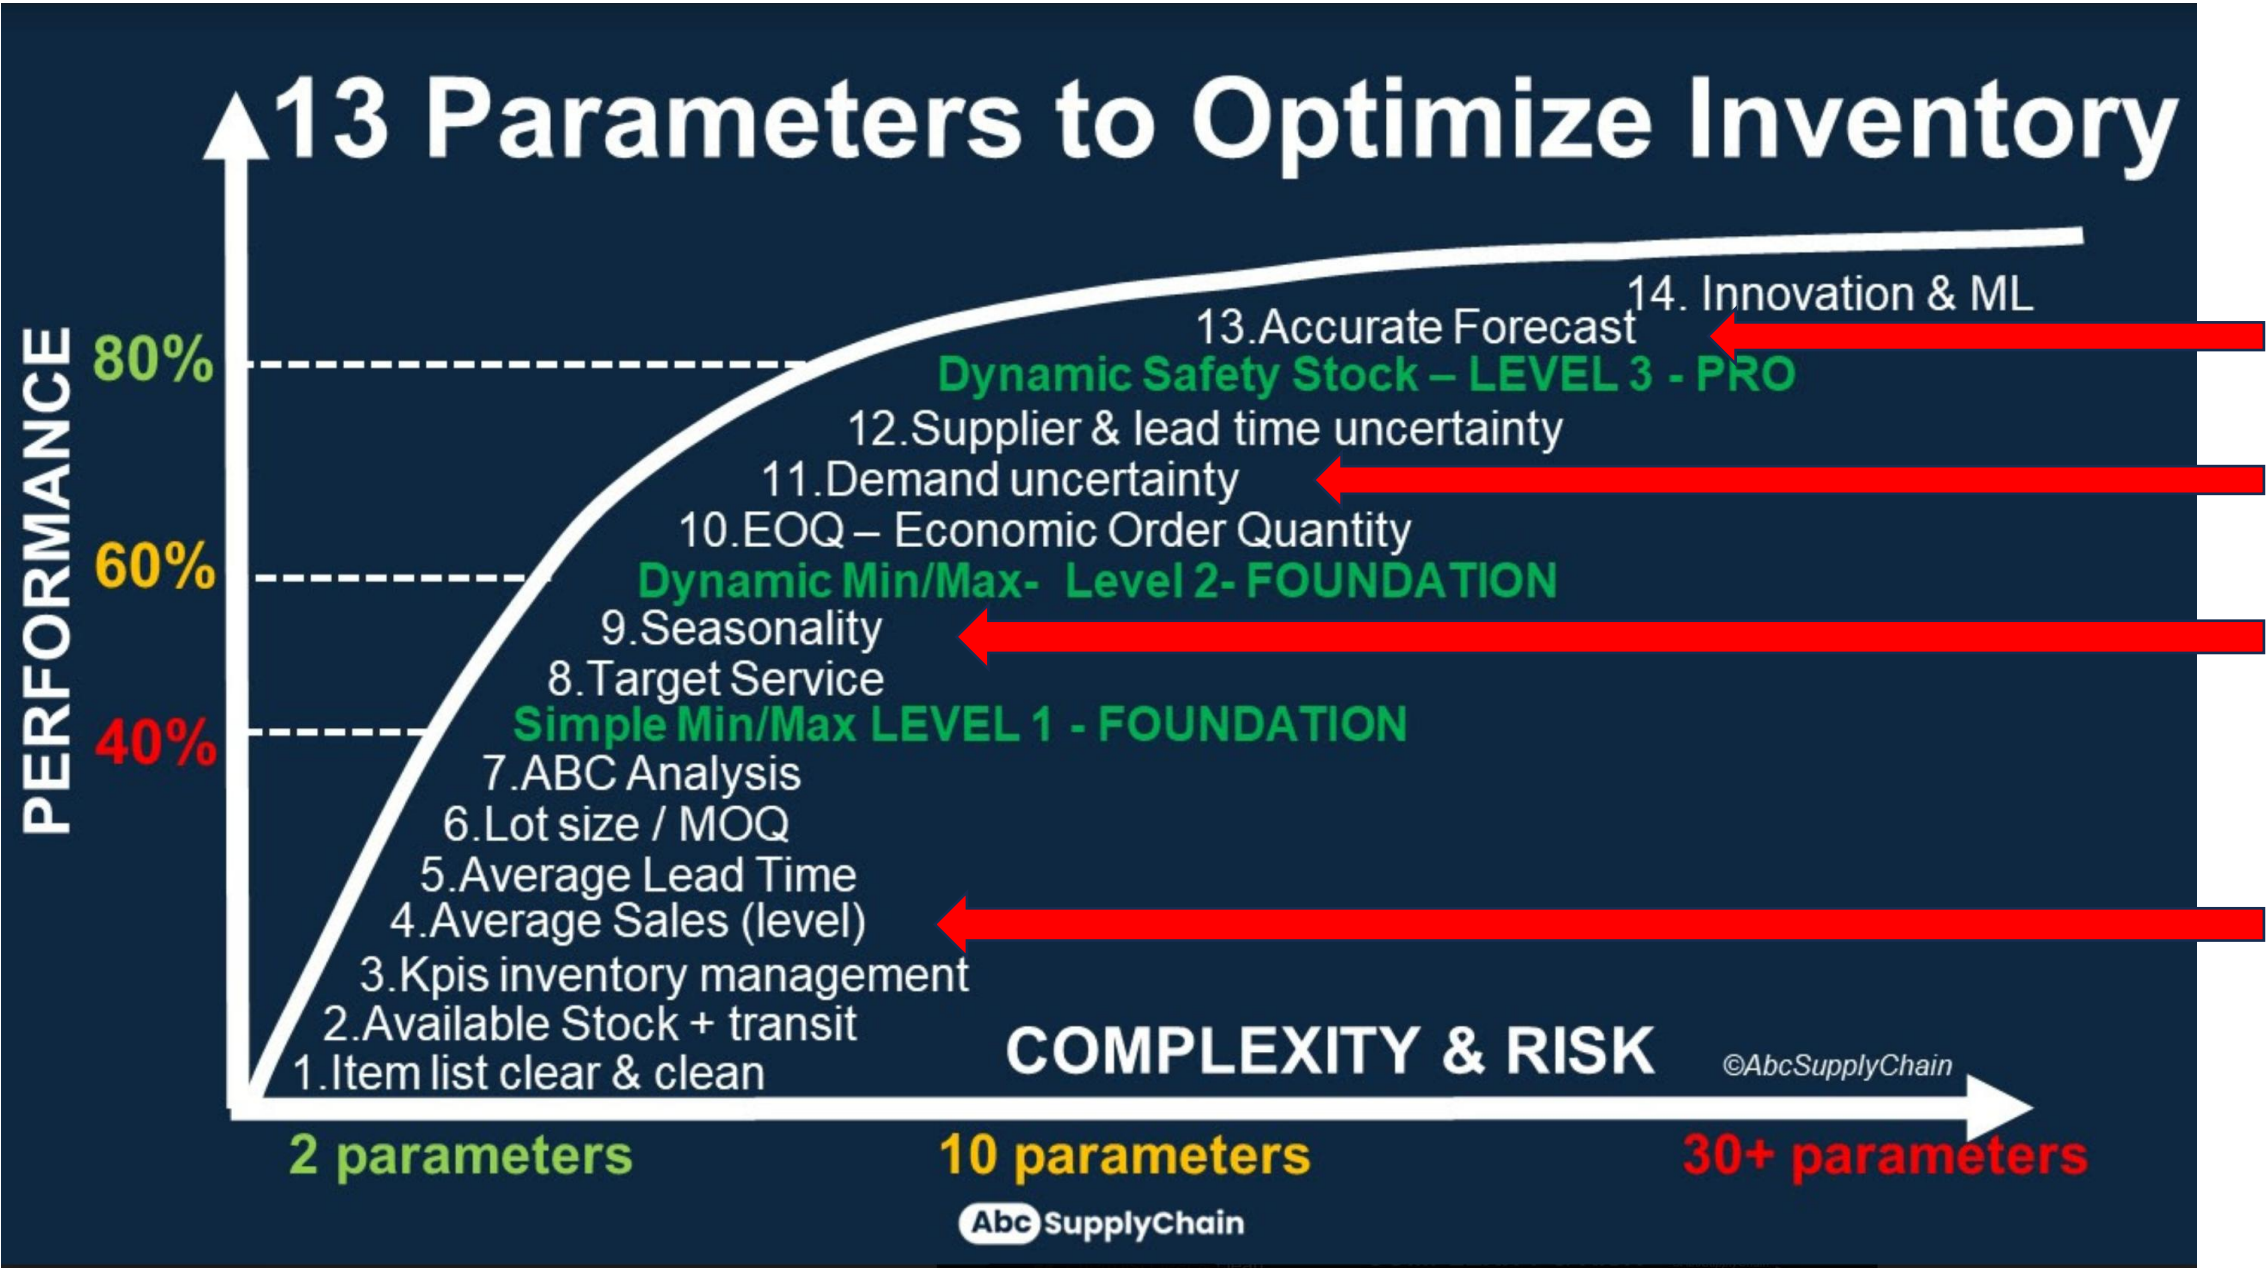 13 Parameters to Optimize Inventory
PERFORMANCE
80%
60%
40%
14. Innovation & ML
13.Accurate Forecast
Dynamic Safety Stock – LEVEL 3 - PRO
12.Supplier & lead time uncertainty
11.Demand uncertainty
10.EOQ – Economic Order Quantity
Dynamic Min/Max- Level 2- FOUNDATION
9.Seasonality
8.Target Service
Simple Min/Max LEVEL 1 - FOUNDATION
7.ABC Analysis
6.Lot size / MOQ
5.Average Lead Time
4.Average Sales (level)
3.Kpis inventory management
2.Available Stock + transit
1.Item list clear & clean
COMPLEXITY & RISK
©AbcSupplyChain
2 parameters
10 parameters
30+ parameters
Abc SupplyChain